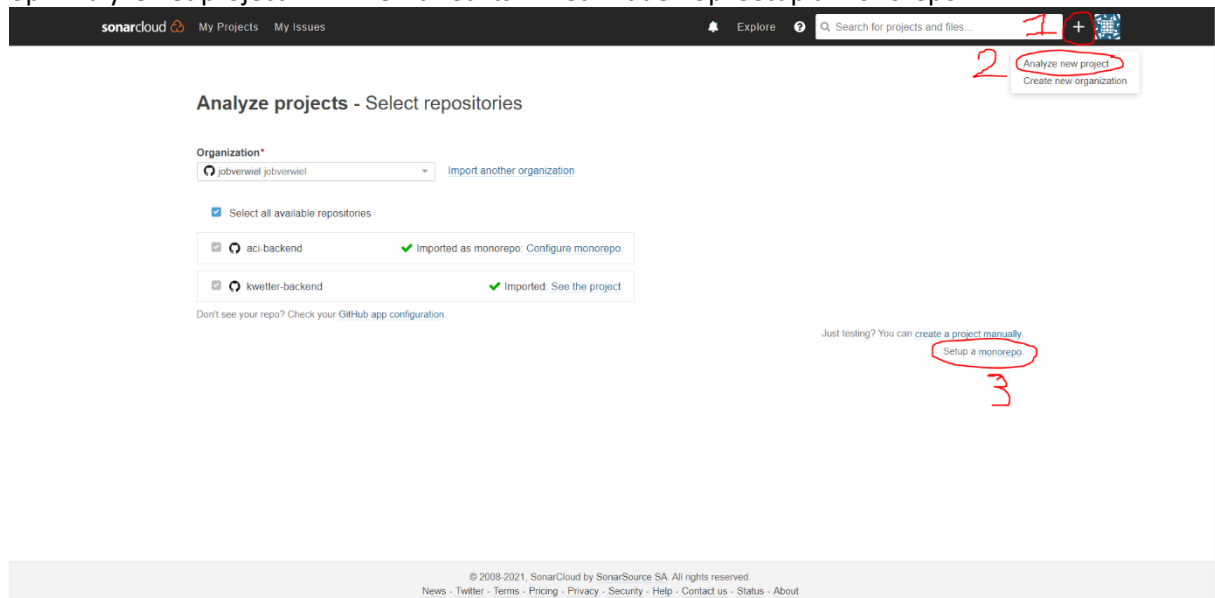 sonarcloud My Projects My Issues Explore Search for projects and files... 1 +
2 Analyze new project
Create new organization
Analyze projects - Select repositories
Organization*
jobverwiel jobverwiel Import another organization
Select all available repositories
aci-backend Imported as monorepo: Configure monorepo
kwetter-backend Imported: See the project
Don't see your repo? Check your GitHub app configuration.
Just testing? You can create a project manually.
Setup a monorepo.
3
© 2008-2021, SonarCloud by SonarSource SA. All rights reserved.
News - Twitter - Terms - Pricing - Privacy - Security - Help - Contact us - Status - About